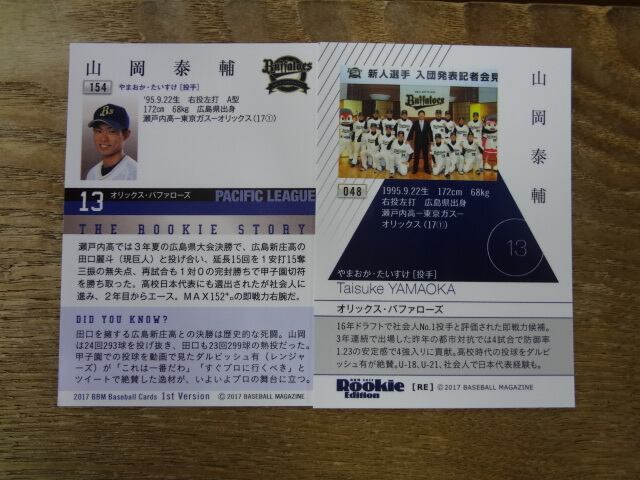 山岡泰輔
154
やまおか・たいすけ [投手]
'95.9.22生 右投左打 A型
172cm 68kg 広島県出身
瀬戸内高ー東京ガスーオリックス(17①)
Buffaloes
13
オリックス・バファローズ
PACIFIC LEAGUE
THE ROOKIE STORY
瀬戸内高では3年夏の広島県大会決勝で、広島新庄高の
田口麗斗(現巨人)と投げ合い、延長15回を1安打15奪
三振の無失点、再試合も1対0の完封勝ちで甲子園切符
を勝ち取った。高校日本代表にも選出されたが社会人に
進み、2年目からエース。MAX152㌔の即戦力右腕だ。
DID YOU KNOW?
田口を擁する広島新庄高との決勝は歴史的な死闘。山岡
は24回293球を投げ抜き、田口も23回299球の熱投だった。
甲子園での投球を動画で見たダルビッシュ有(レンジャ
ーズ)が「これは一番だわ」「すぐプロに行くべき」と
ツイートで絶賛した逸材が、いよいよプロの舞台に立つ。
2017 BBM Baseball Cards 1st Version ©2017 BASEBALL MAGAZINE
新人選手 入団発表記者会見
Buffaloes
山岡泰輔
048
1995.9.22生 172cm 68kg
右投左打 広島県出身
瀬戸内高ー東京ガスー
オリックス(17①)
13
やまおか・たいすけ [投手]
Taisuke YAMAOKA
オリックス・バファローズ
16年ドラフトで社会人No.1投手と評価された即戦力候補。
3年連続で出場した昨年の都市対抗では4試合で防御率
1.23の安定感で4強入りに貢献。高校時代の投球をダルビ
ッシュ有が絶賛。U-18、U-21、社会人で日本代表経験も。
BBM 2017
Rookie
Edition
[RE] ©2017 BASEBALL MAGAZINE